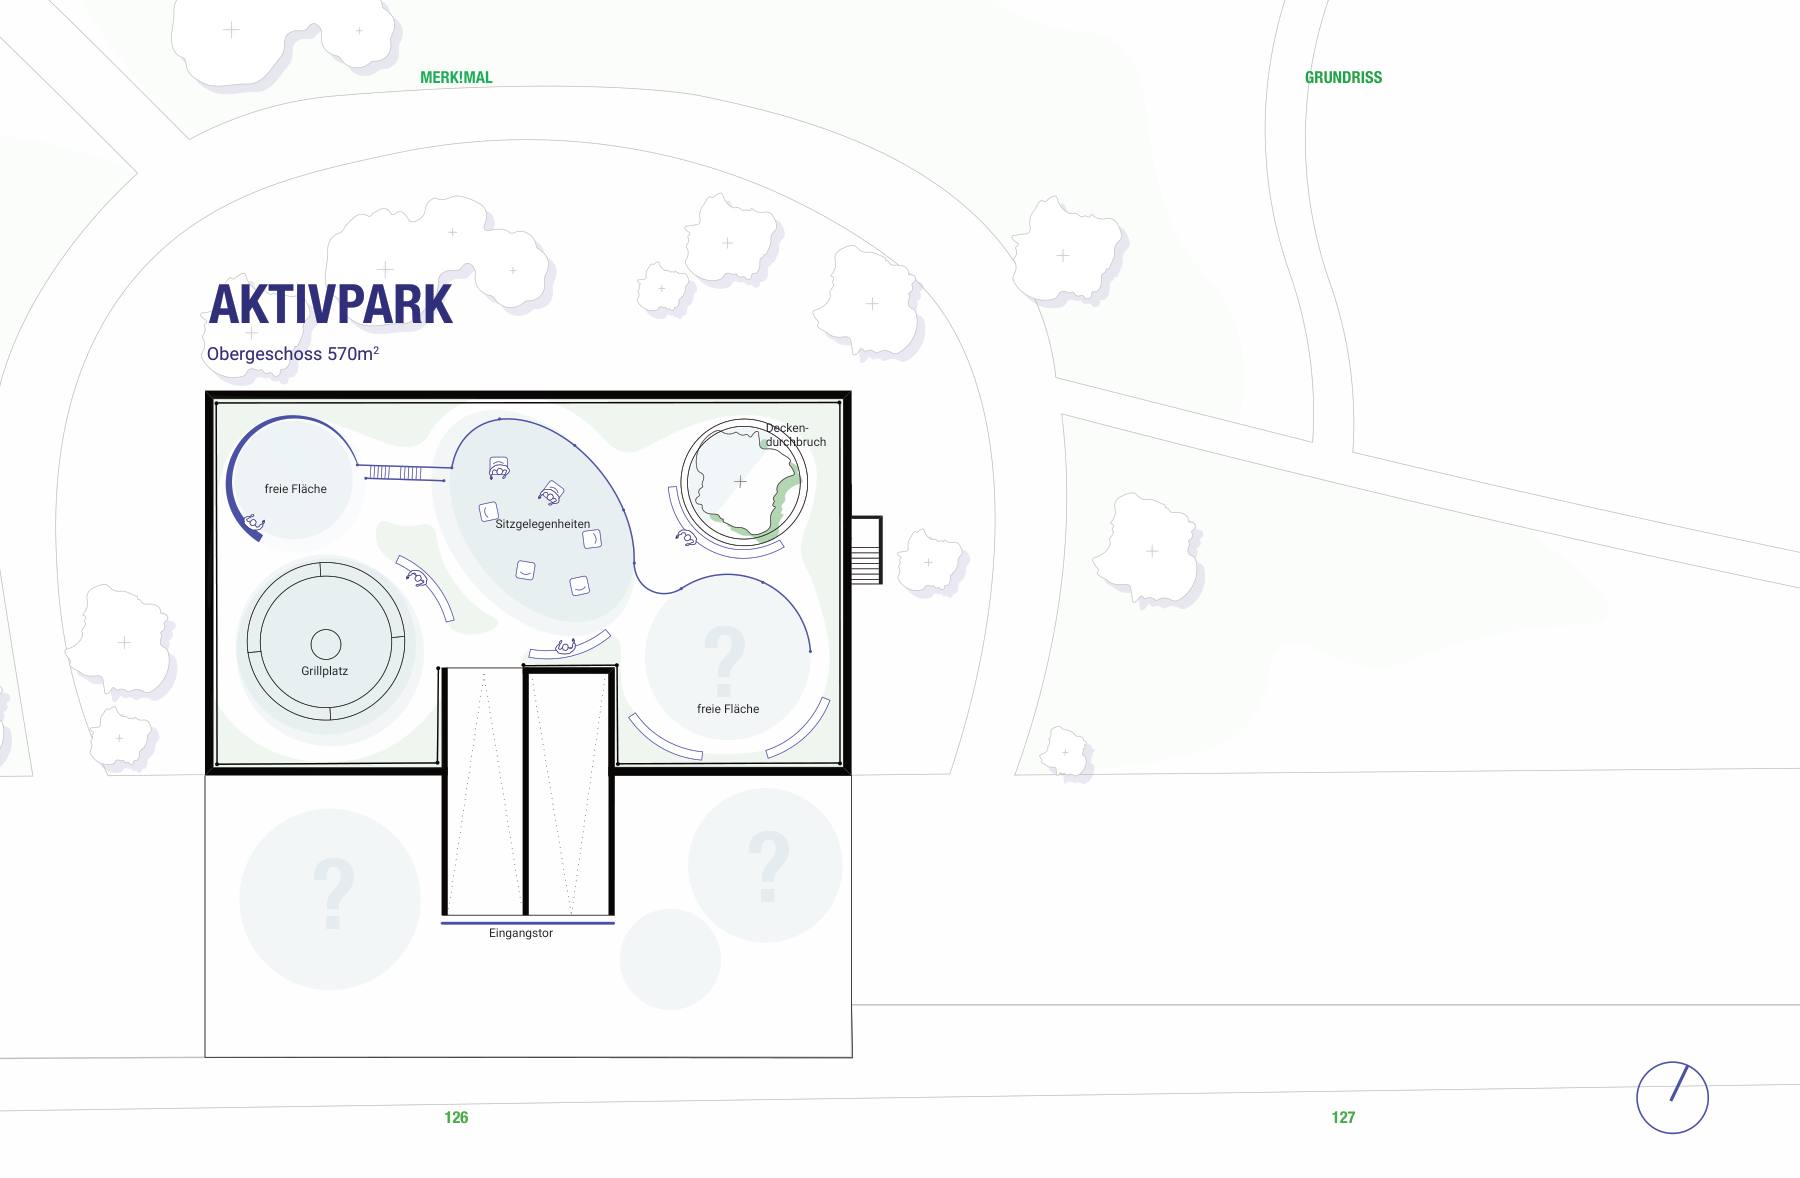 MERK!MAL
GRUNDRISS
AKTIVPARK
Obergeschoss 570m²
Decken-
durchbruch
freie Fläche
Sitzgelegenheiten
Grillplatz
?
freie Fläche
?
?
Eingangstor
126
127